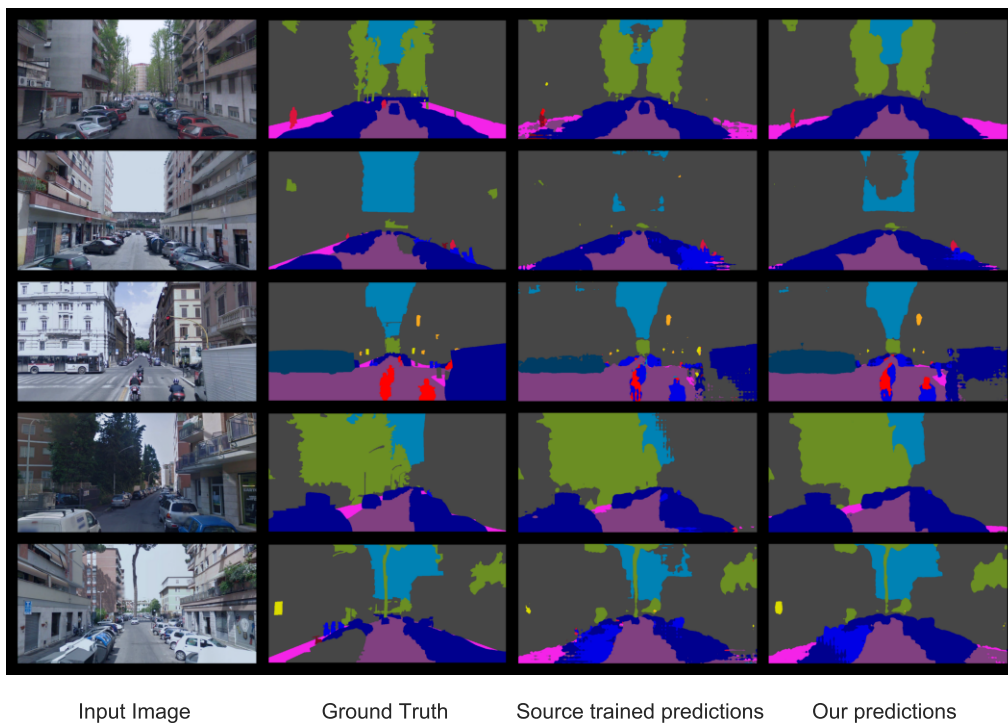 Input Image
Ground Truth
Source trained predictions
Our predictions